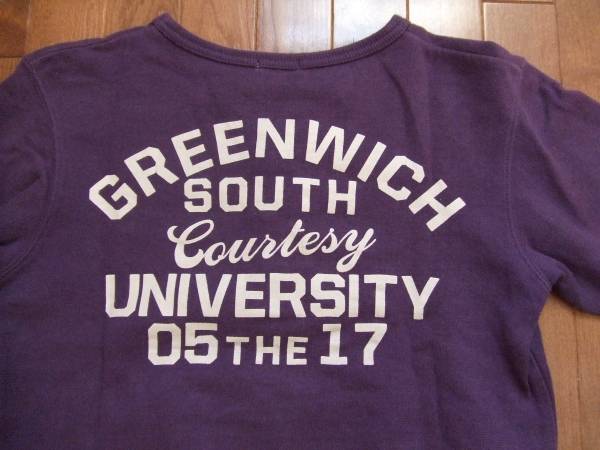 GREENWICH
SOUTH
Courtesy
UNIVERSITY
05 THE 17